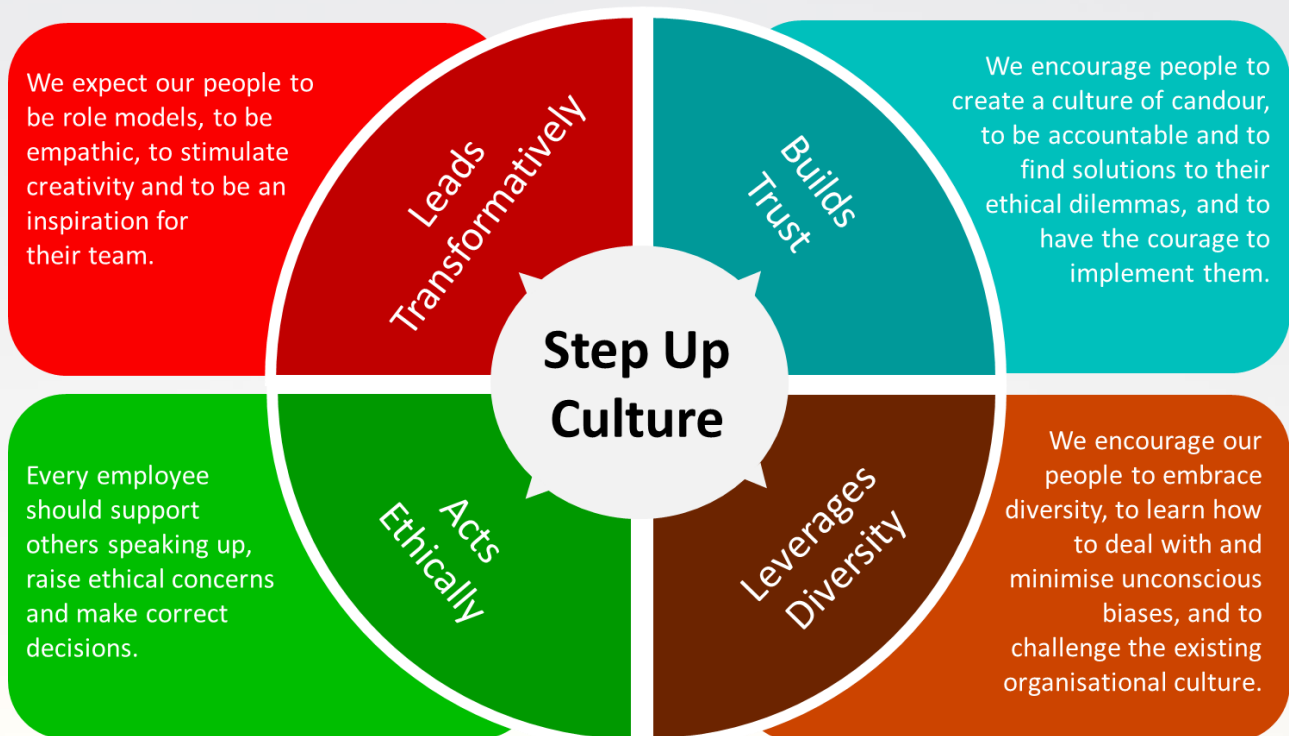 We expect our people to
be role models, to be
empathic, to stimulate
creativity and to be an
inspiration for
their team.
Leads
Transformatively
Builds
Trust
We encourage people to
create a culture of candour,
to be accountable and to
find solutions to their
ethical dilemmas, and to
have the courage to
implement them.
Step Up
Culture
Every employee
should support
others speaking up,
raise ethical concerns
and make correct
decisions.
Acts
Ethically
Leverages
Diversity
We encourage our
people to embrace
diversity, to learn how
to deal with and
minimise unconscious
biases, and to
challenge the existing
organisational culture.